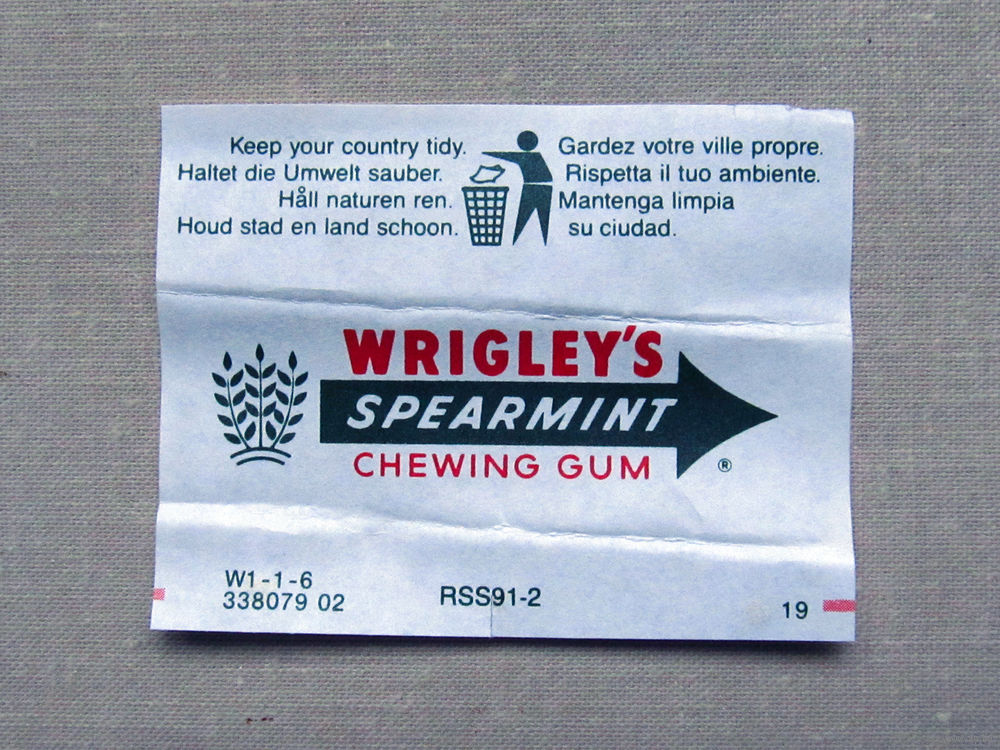 Keep your country tidy.
Haltet die Umwelt sauber.
Håll naturen ren.
Houd stad en land schoon.
Gardez votre ville propre.
Rispetta il tuo ambiente.
Mantenga limpia
su ciudad.
WRIGLEY'S
SPEARMINT
CHEWING GUM
®
W1-1-6
338079 02
RSS91-2
19